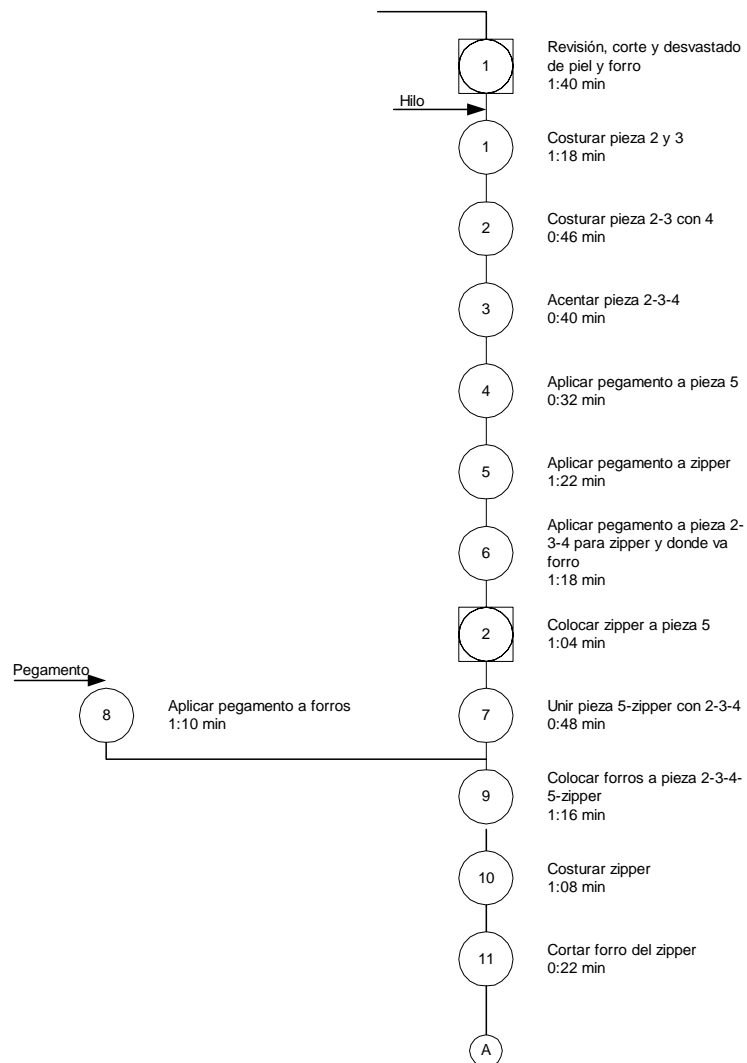 1
Revisión, corte y desvastado
de piel y forro
1:40 min
Hilo
1
Costurar pieza 2 y 3
1:18 min
2
Costurar pieza 2-3 con 4
0:46 min
3
Acentar pieza 2-3-4
0:40 min
4
Aplicar pegamento a pieza 5
0:32 min
5
Aplicar pegamento a zipper
1:22 min
6
Aplicar pegamento a pieza 2-
3-4 para zipper y donde va
forro
1:18 min
2
Colocar zipper a pieza 5
1:04 min
Pegamento
8
Aplicar pegamento a forros
1:10 min
7
Unir pieza 5-zipper con 2-3-4
0:48 min
9
Colocar forros a pieza 2-3-4-
5-zipper
1:16 min
10
Costurar zipper
1:08 min
11
Cortar forro del zipper
0:22 min
A